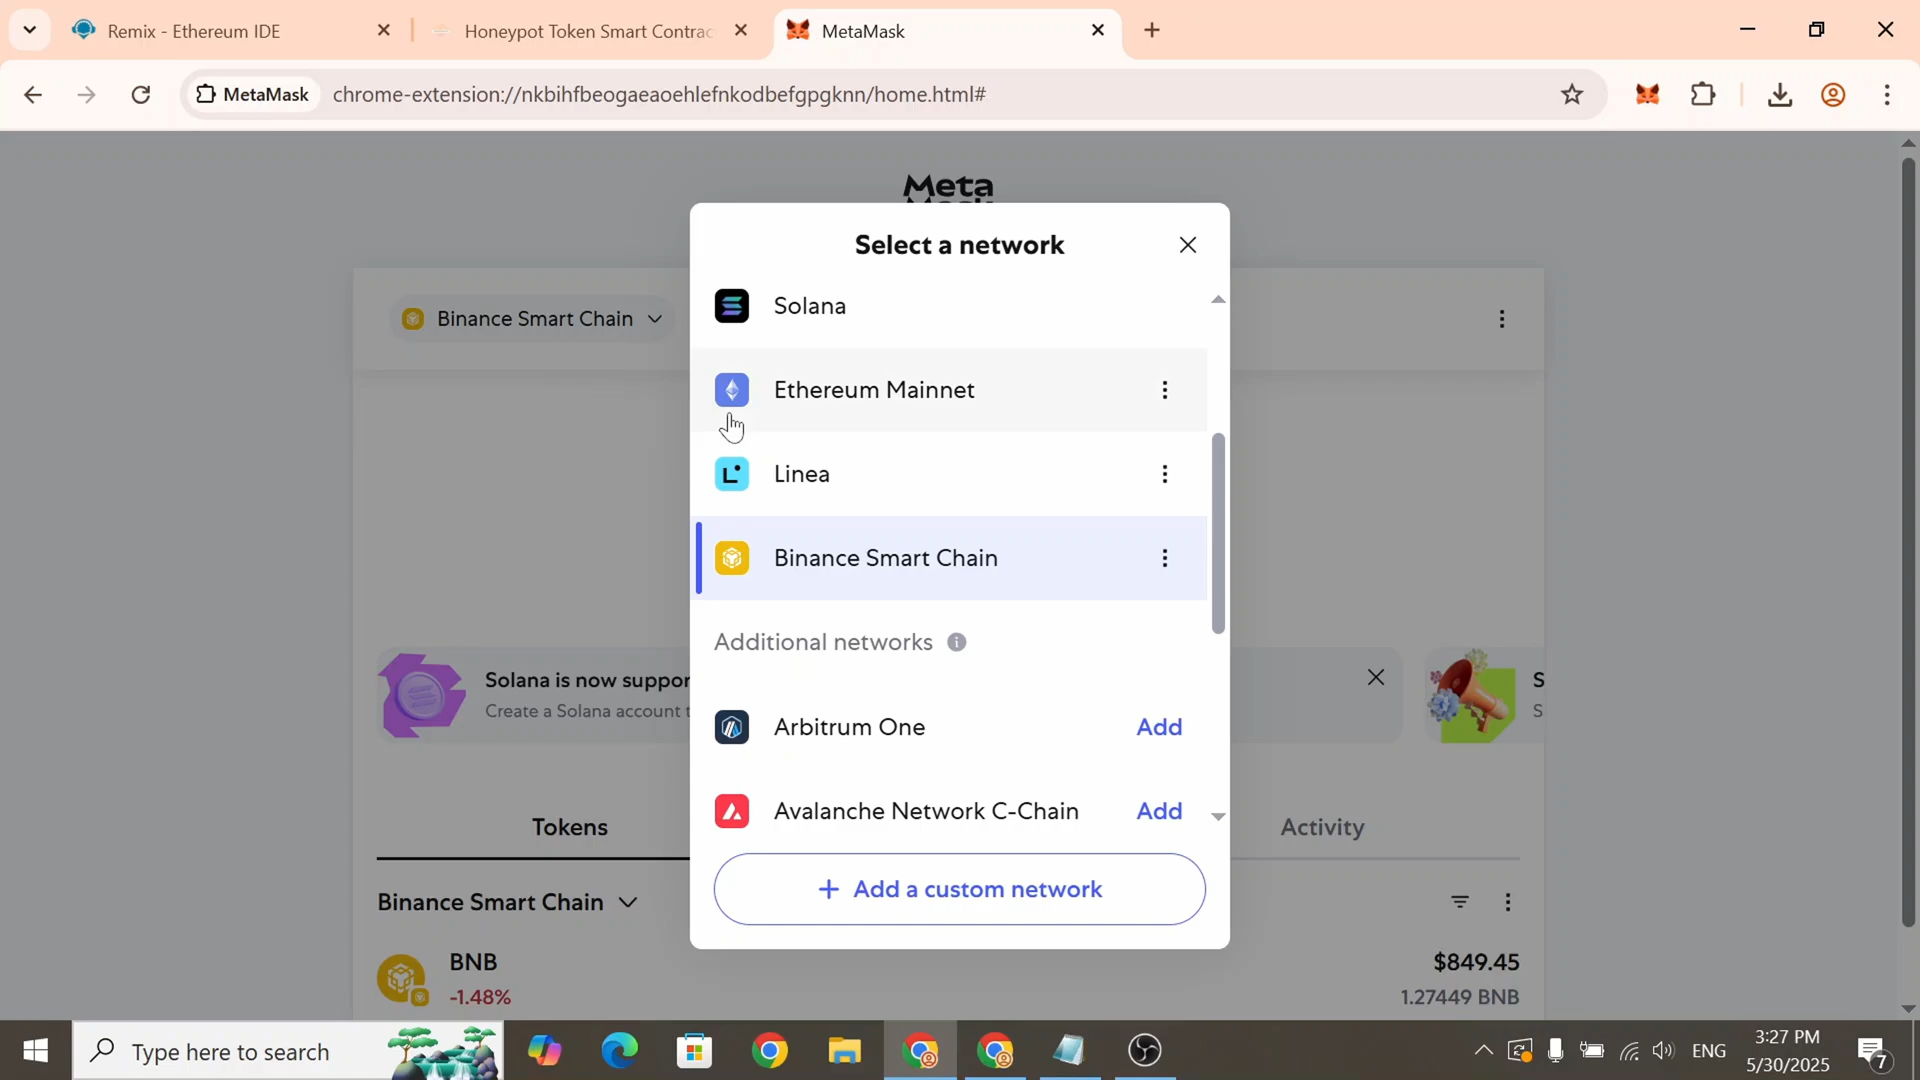 Remix - Ethereum IDE
Honeypot Token Smart Contrac
MetaMask
MetaMask
chrome-extension://nkbihfbeogaeaoehlefnkodbefgpgknn/home.html#
Meta
Select a network
Solana
Binance Smart Chain
Ethereum Mainnet
Linea
Binance Smart Chain
Additional networks
Solana is now suppor
Create a Solana account t
S
S
Arbitrum One
Add
Avalanche Network C-Chain
Add
Tokens
Activity
+ Add a custom network
Binance Smart Chain
BNB
$849.45
-1.48%
1.27449 BNB
Type here to search
ENG
3:27 PM
5/30/2025
7